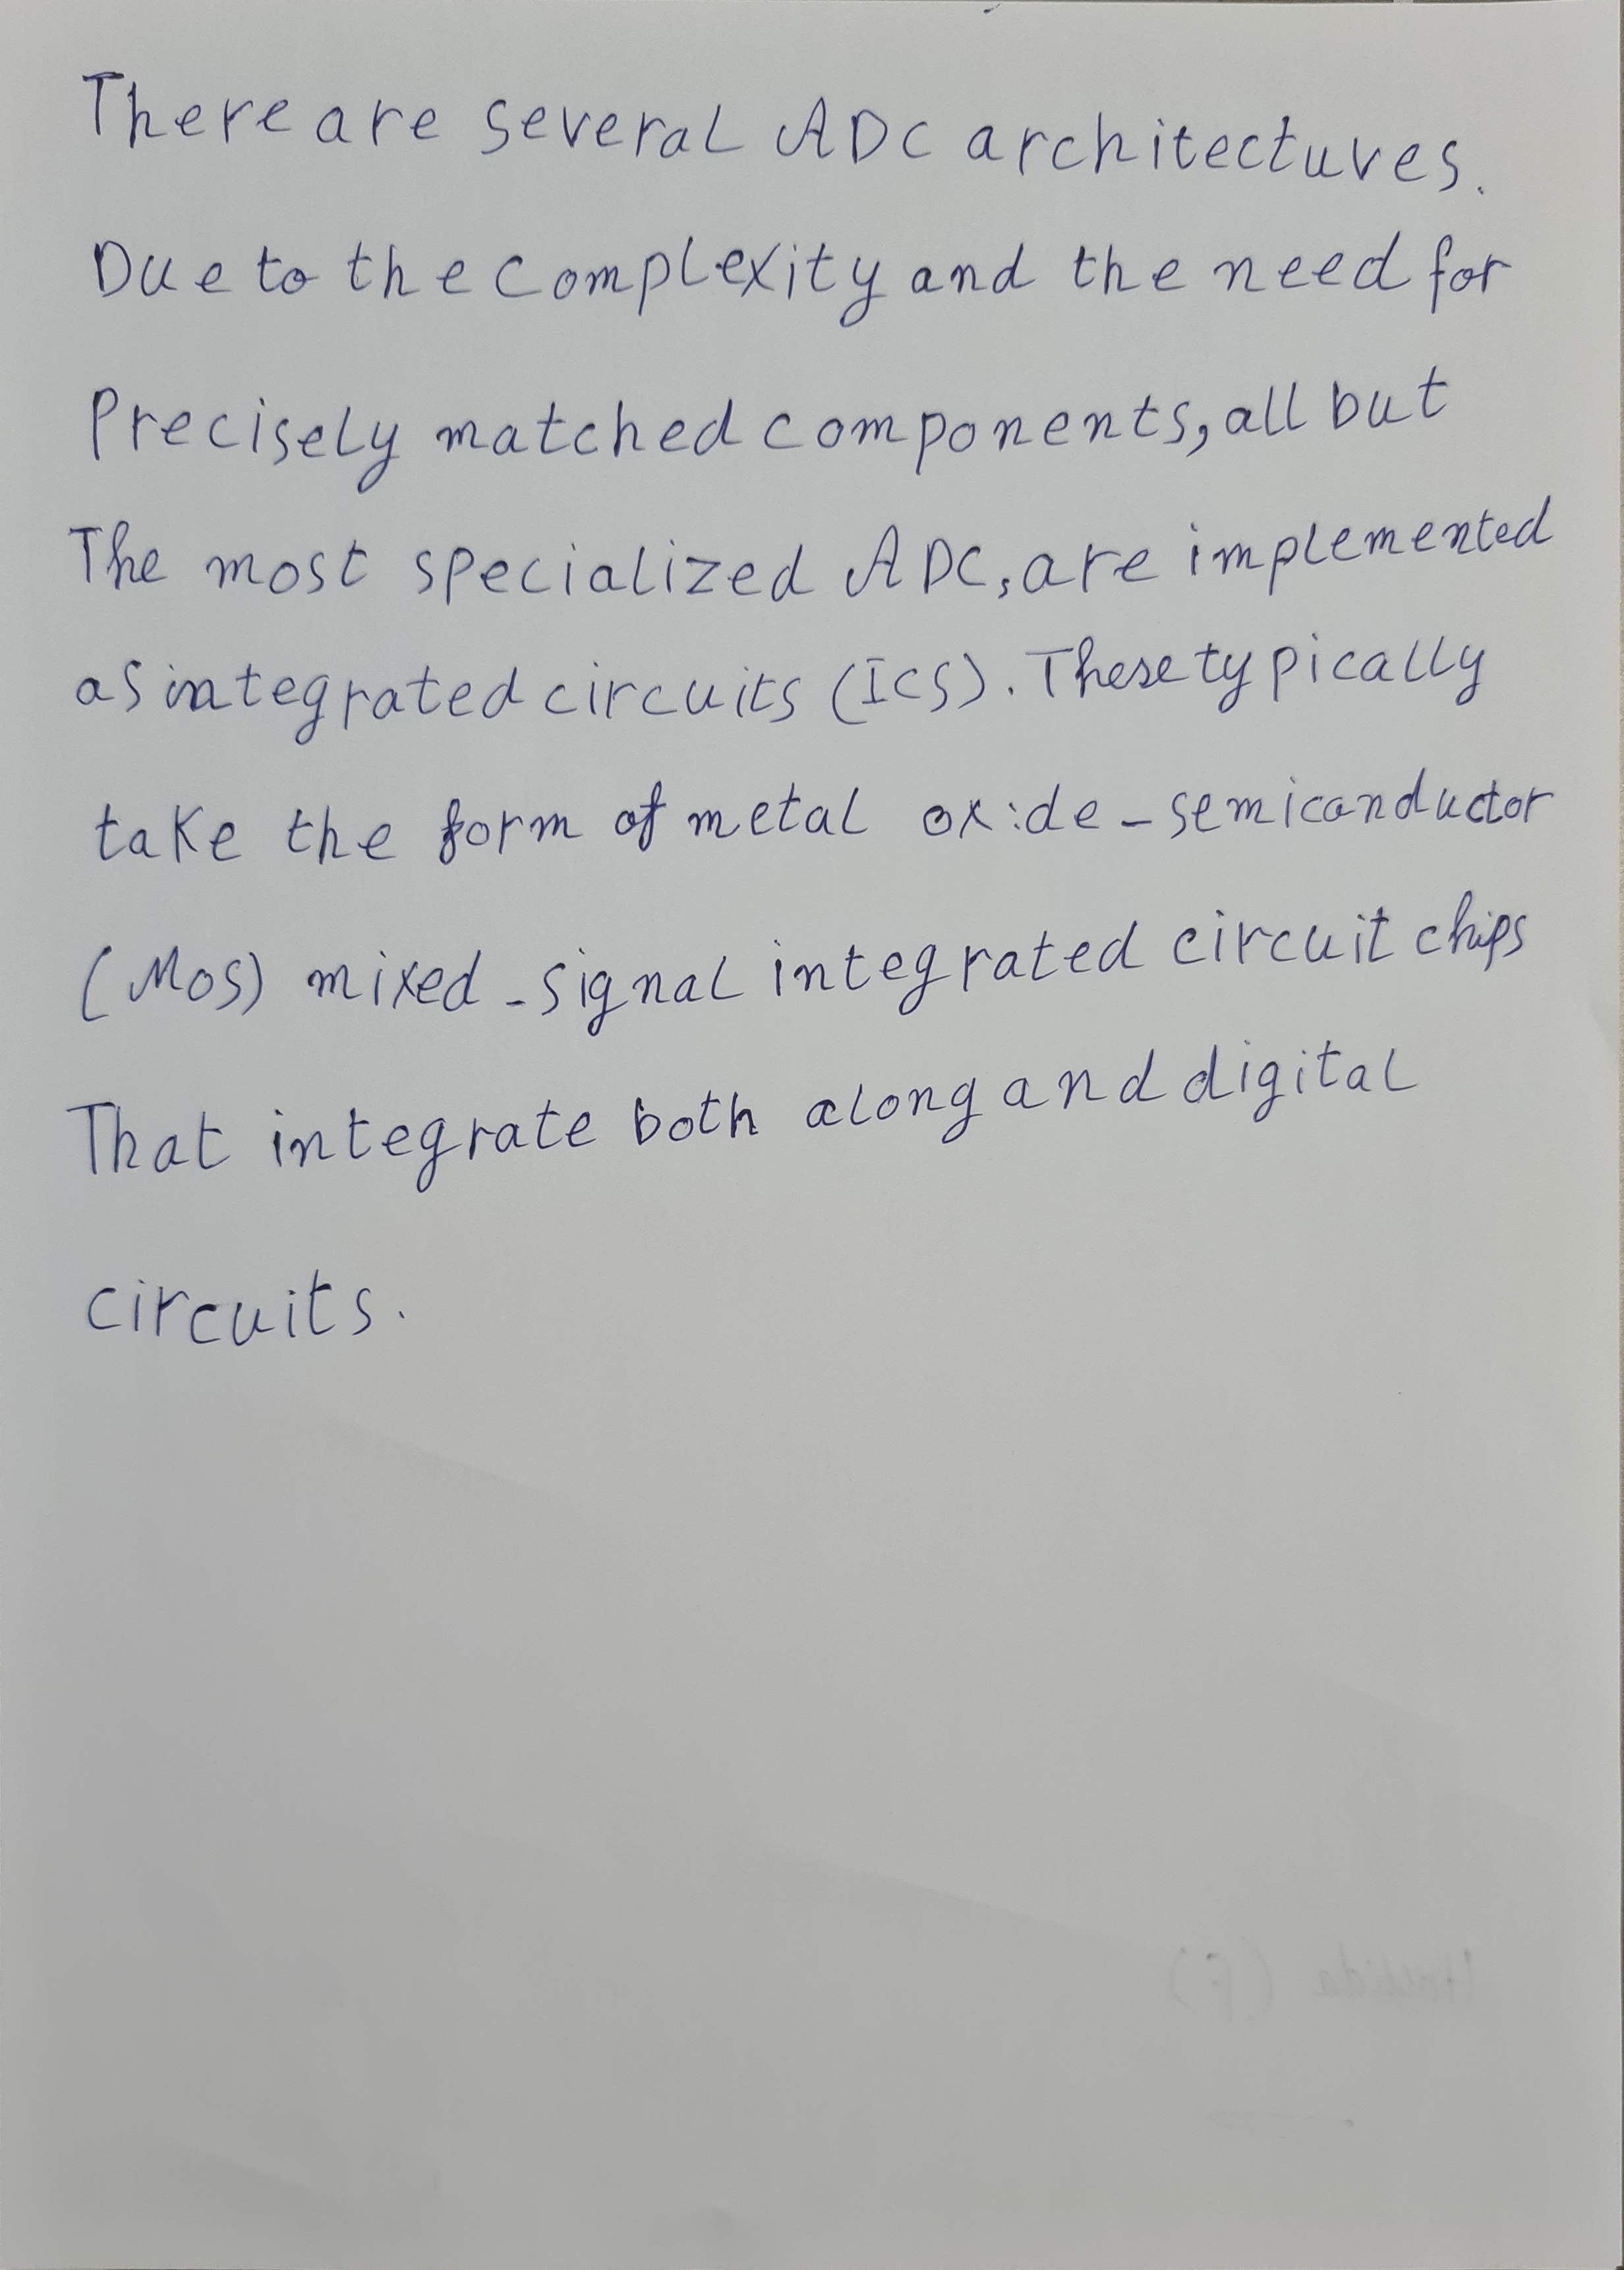 There are several ADC architectures.
Due to the complexity and the need for
Precisely matched components, all but
The most specialized ADC, are implemented
as integrated circuits (ICS). These typically
take the form of metal oxide-semiconductor
(MOS) mixed-signal integrated circuit chips
That integrate both along and digital
circuits.